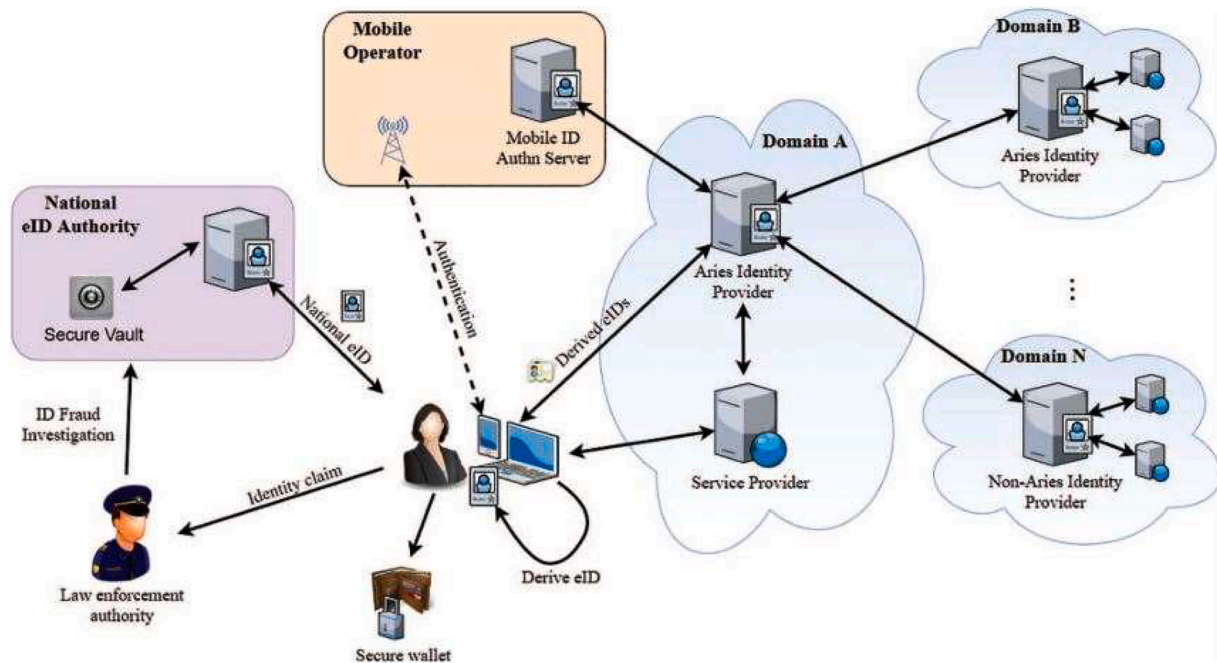 Mobile
Operator
Mobile ID
Authn Server
Domain B
Aries Identity
Provider
Domain A
Aries Identity
Provider
National
eID Authority
Secure Vault
Authentication
National eID
Derived eIDs
ID Fraud
Investigation
Identity claim
Service Provider
Domain N
Non-Aries Identity
Provider
Law enforcement
authority
Derive eID
Secure wallet